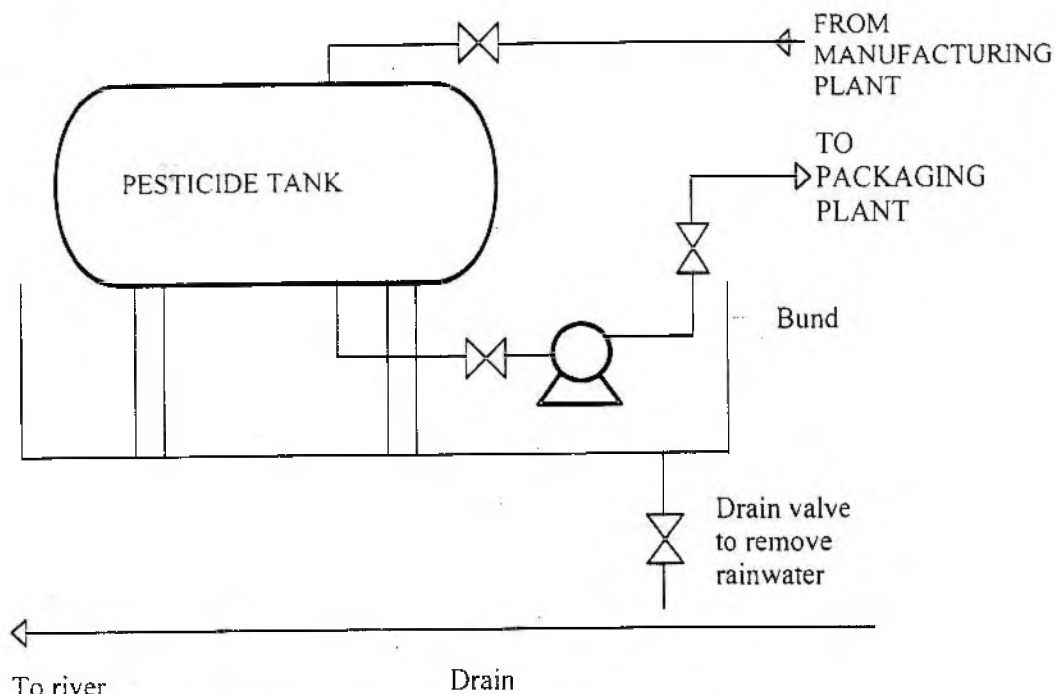 FROM
MANUFACTURING
PLANT
TO
PACKAGING
PLANT
PESTICIDE TANK
Bund
Drain valve
to remove
rainwater
To river
Drain